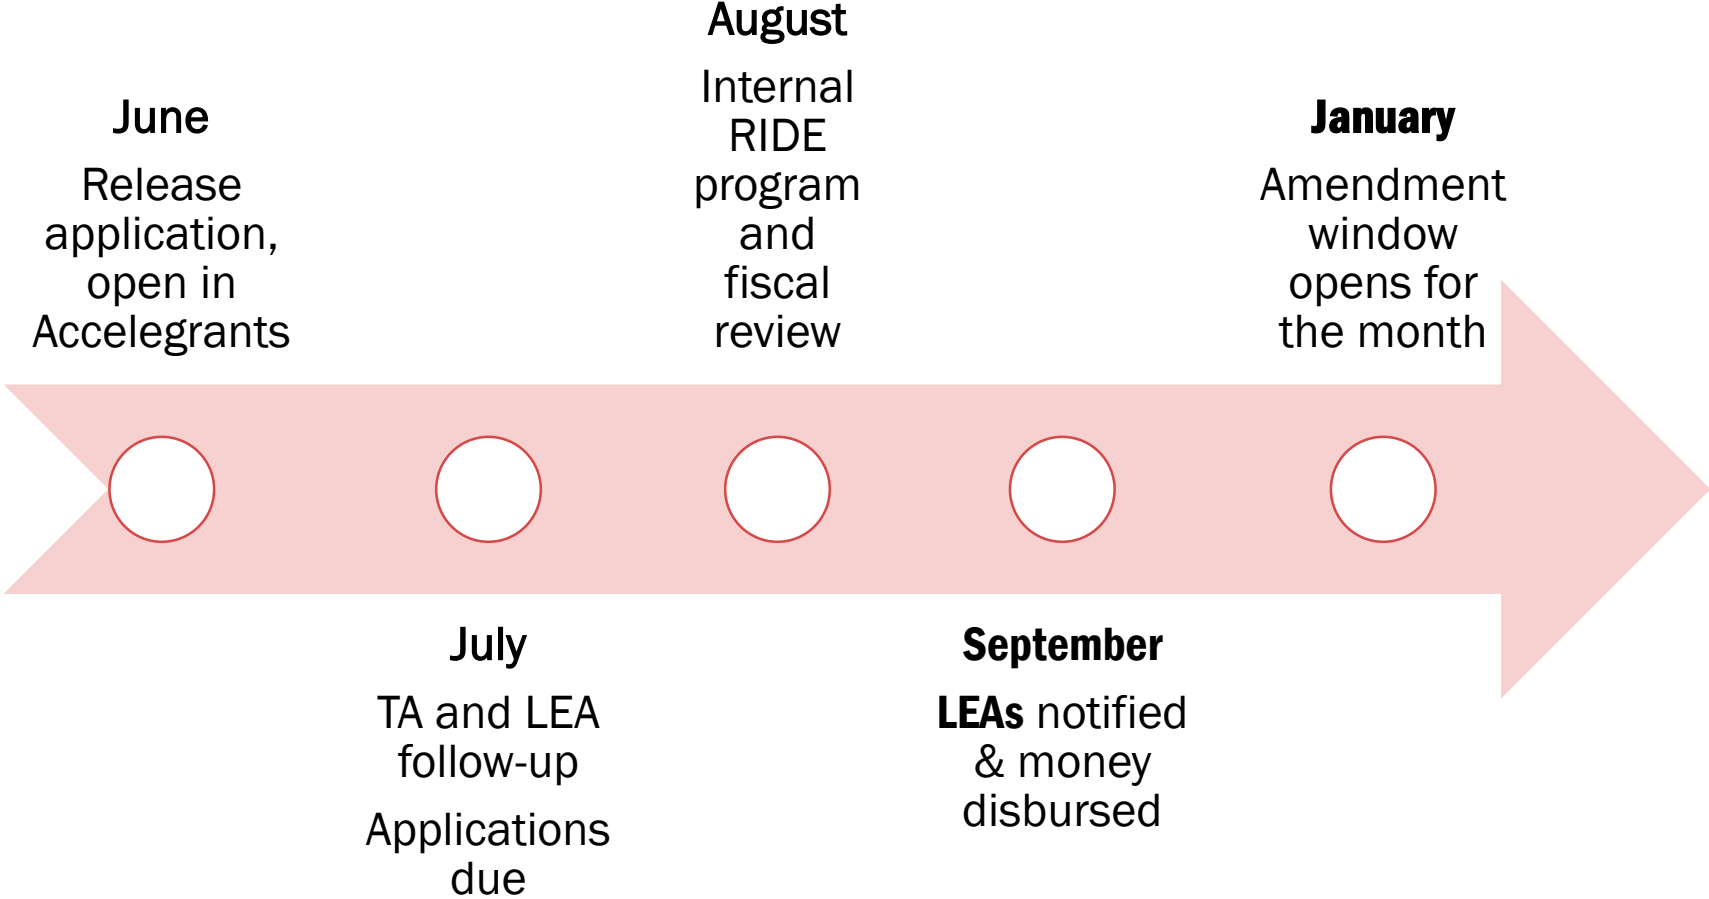 June
Release
application,
open in
Accelegrants
July
TA and LEA
follow-up
Applications
due
August
Internal
RIDE
program
and
fiscal
review
September
LEAs notified
& money
disbursed
January
Amendment
window
opens for
the month